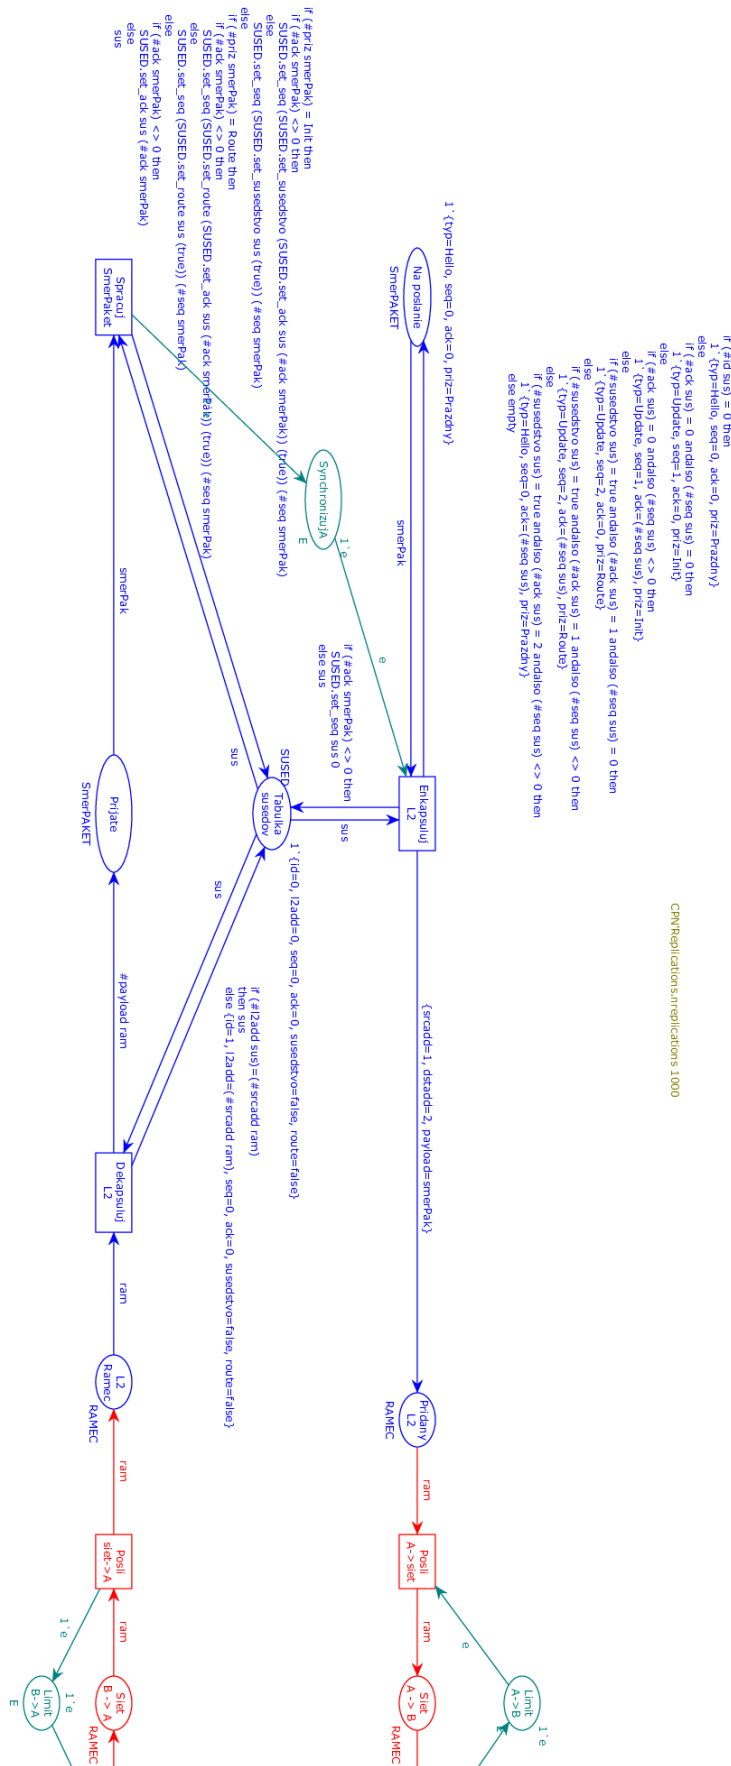 if (#id sus) = 0 then
1`{typ=Hello, seq=0, ack=0, priz=Prazdny}
else
if (#ack sus) = 0 andalso (#seq sus) = 0 then
1`{typ=Update, seq=1, ack=0, priz=Init}
else
if (#ack sus) = 0 andalso (#seq sus) <> 0 then
1`{typ=Update, seq=1, ack=(#seq sus), priz=Init}
else
if (#susedstvo sus) = true andalso (#ack sus) = 1 andalso (#seq sus) = 0 then
1`{typ=Update, seq=2, ack=0, priz=Route}
else
if (#susedstvo sus) = true andalso (#ack sus) = 1 andalso (#seq sus) <> 0 then
1`{typ=Update, seq=2, ack=(#seq sus), priz=Route}
else
if (#susedstvo sus) = true andalso (#ack sus) = 2 andalso (#seq sus) <> 0 then
1`{typ=Hello, seq=0, ack=(#seq sus), priz=Prazdny}
else empty
CPN'Replications.nreplications 1000
1`{typ=Hello, seq=0, ack=0, priz=Prazdny}
Na poslanie
SmerPAKET
smerPak
Enkapsuluj
L2
{srcadd=1, dstadd=2, payload=smerPak}
Pridany
L2
RAMEC
ram
Posli
A->siet
ram
Siet
A -> B
RAMEC
e
Limit
A->B
1`e
E
SynchronizujA
1`e
E
e
if (#ack smerPak) <> 0 then
SUSED.set_seq sus 0
else sus
sus
SUSED
Tabulka
susedov
1`{id=0, l2add=0, seq=0, ack=0, susedstvo=false, route=false}
if (#l2add sus)=(#srcadd ram)
then sus
else {id=1, l2add=(#srcadd ram), seq=0, ack=0, susedstvo=false, route=false}
sus
sus
if (#priz smerPak) = Init then
if (#ack smerPak) <> 0 then
SUSED.set_seq (SUSED.set_susedstvo (SUSED.set_ack sus (#ack smerPak)) (true)) (#seq smerPak)
else
SUSED.set_seq (SUSED.set_susedstvo sus (true)) (#seq smerPak)
else
if (#priz smerPak) = Route then
if (#ack smerPak) <> 0 then
SUSED.set_seq (SUSED.set_route (SUSED.set_ack sus (#ack smerPak)) (true)) (#seq smerPak)
else
SUSED.set_seq (SUSED.set_route sus (true)) (#seq smerPak)
else
if (#ack smerPak) <> 0 then
SUSED.set_ack sus (#ack smerPak)
else
sus
Spracuj
SmerPaket
smerPak
Prijate
SmerPAKET
#payload ram
Dekapsuluj
L2
ram
L2
Ramec
RAMEC
ram
Posli
siet->A
ram
Siet
B -> A
RAMEC
1`e
Limit
B->A
1`e
E